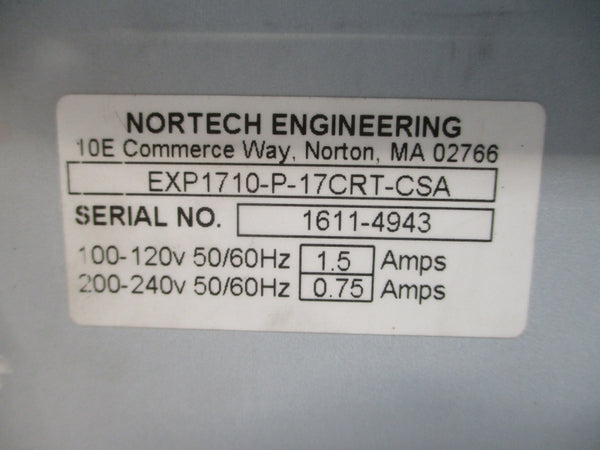 NORTECH ENGINEERING
10E Commerce Way, Norton, MA 02766
EXP1710-P-17CRT-CSA
SERIAL NO. 1611-4943
100-120v 50/60Hz 1.5 Amps
200-240v 50/60Hz 0.75 Amps